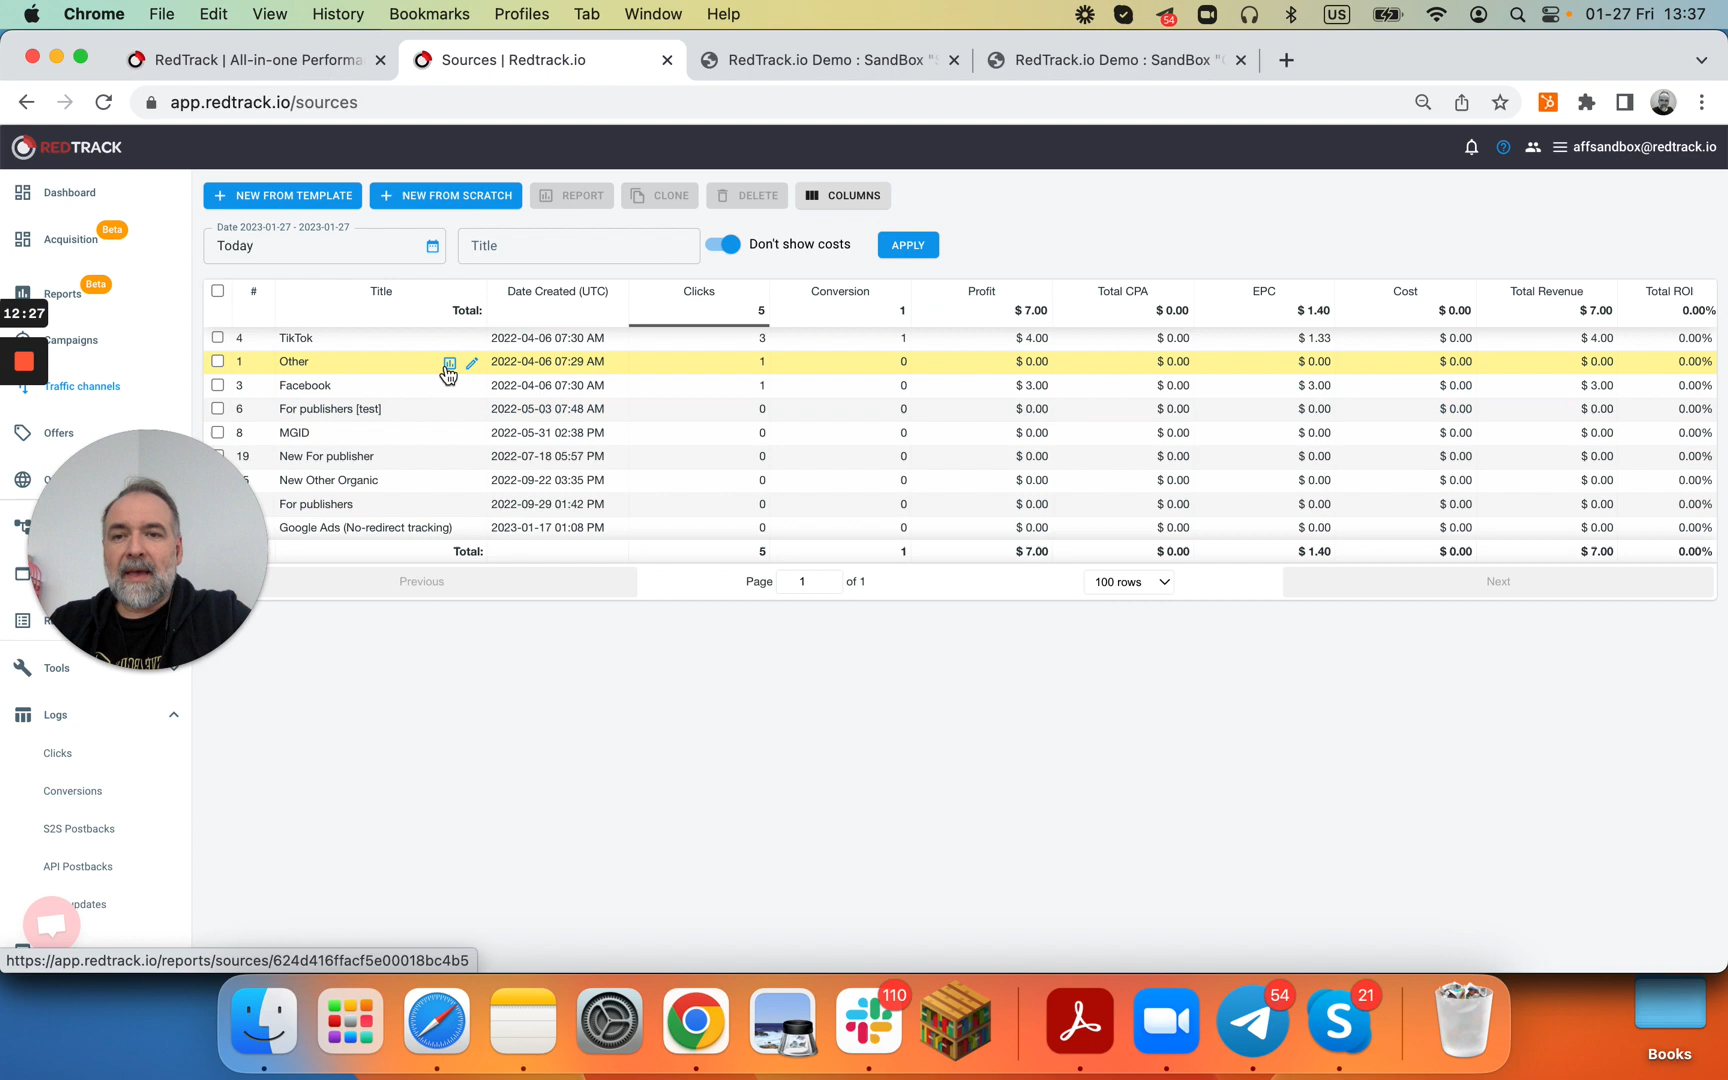 Chrome File Edit View History Bookmarks Profiles Tab Window Help 54 US 01-27 Fri 13:37
RedTrack | All-in-one Performa Sources | Redtrack.io RedTrack.io Demo : SandBox "S RedTrack.io Demo : SandBox "
app.redtrack.io/sources
REDTRACK affsandbox@redtrack.io
Dashboard
Acquisition Beta
Reports Beta
12:27
Campaigns
Traffic channels
Offers
Tools
Logs
Clicks
Conversions
S2S Postbacks
API Postbacks
updates
NEW FROM TEMPLATE NEW FROM SCRATCH REPORT CLONE DELETE COLUMNS
Date 2023-01-27 - 2023-01-27
Today Title Don't show costs APPLY
# Title Date Created (UTC) Clicks Conversion Profit Total CPA EPC Cost Total Revenue Total ROI
Total: 5 1 $ 7.00 $ 0.00 $ 1.40 $ 0.00 $ 7.00 0.00%
4 TikTok 2022-04-06 07:30 AM 3 1 $ 4.00 $ 0.00 $ 1.33 $ 0.00 $ 4.00 0.00%
1 Other 2022-04-06 07:29 AM 1 0 $ 0.00 $ 0.00 $ 0.00 $ 0.00 $ 0.00 0.00%
3 Facebook 2022-04-06 07:30 AM 1 0 $ 3.00 $ 0.00 $ 3.00 $ 0.00 $ 3.00 0.00%
6 For publishers [test] 2022-05-03 07:48 AM 0 0 $ 0.00 $ 0.00 $ 0.00 $ 0.00 $ 0.00 0.00%
8 MGID 2022-05-31 02:38 PM 0 0 $ 0.00 $ 0.00 $ 0.00 $ 0.00 $ 0.00 0.00%
19 New For publisher 2022-07-18 05:57 PM 0 0 $ 0.00 $ 0.00 $ 0.00 $ 0.00 $ 0.00 0.00%
5 New Other Organic 2022-09-22 03:35 PM 0 0 $ 0.00 $ 0.00 $ 0.00 $ 0.00 $ 0.00 0.00%
For publishers 2022-09-29 01:42 PM 0 0 $ 0.00 $ 0.00 $ 0.00 $ 0.00 $ 0.00 0.00%
Google Ads (No-redirect tracking) 2023-01-17 01:08 PM 0 0 $ 0.00 $ 0.00 $ 0.00 $ 0.00 $ 0.00 0.00%
Total: 5 1 $ 7.00 $ 0.00 $ 1.40 $ 0.00 $ 7.00 0.00%
Previous Page 1 of 1 100 rows Next
https://app.redtrack.io/reports/sources/624d416ffacf5e00018bc4b5
110 54 21
Books